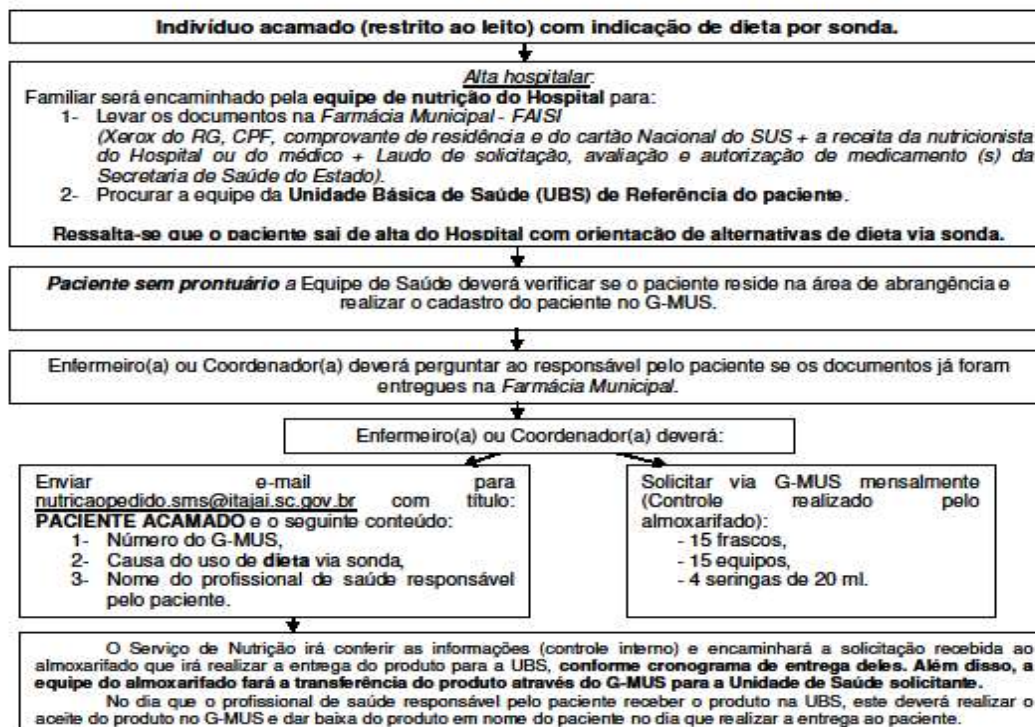 Indivíduo acamado (restrito ao leito) com indicação de dieta por sonda.
Alta hospitalar:
Familiar será encaminhado pela equipe de nutrição do Hospital para:
1- Levar os documentos na Farmácia Municipal - FAISI
(Xerox do RG, CPF, comprovante de residência e do cartão Nacional do SUS + a receita da nutricionista
do Hospital ou do médico + Laudo de solicitação, avaliação e autorização de medicamento (s) da
Secretaria de Saúde do Estado).
2- Procurar a equipe da Unidade Básica de Saúde (UBS) de Referência do paciente.
Ressalta-se que o paciente sai de alta do Hospital com orientação de alternativas de dieta via sonda.
Paciente sem prontuário a Equipe de Saúde deverá verificar se o paciente reside na área de abrangência e
realizar o cadastro do paciente no G-MUS.
Enfermeiro(a) ou Coordenador(a) deverá perguntar ao responsável pelo paciente se os documentos já foram
entregues na Farmácia Municipal.
Enfermeiro(a) ou Coordenador(a) deverá:
Enviar e-mail para
nutricaopedido.sms@itajai.sc.gov.br com título:
PACIENTE ACAMADO e o seguinte conteúdo:
1- Número do G-MUS,
2- Causa do uso de dieta via sonda,
3- Nome do profissional de saúde responsável
pelo paciente.
Solicitar via G-MUS mensalmente
(Controle realizado pelo
almoxarifado):
- 15 frascos,
- 15 equipos,
- 4 seringas de 20 ml.
O Serviço de Nutrição irá conferir as informações (controle interno) e encaminhará a solicitação recebida ao
almoxarifado que irá realizar a entrega do produto para a UBS, conforme cronograma de entrega deles. Além disso, a
equipe do almoxarifado fará a transferência do produto através do G-MUS para a Unidade de Saúde solicitante.
No dia que o profissional de saúde responsável pelo paciente receber o produto na UBS, este deverá realizar o
aceite do produto no G-MUS e dar baixa do produto em nome do paciente no dia que realizar a entrega ao paciente.